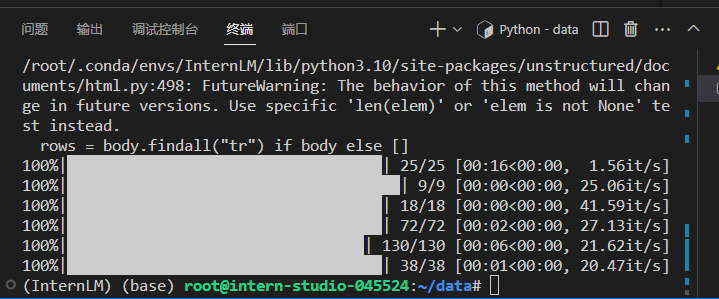 问题 输出 调试控制台 终端 端口 Python - data
/root/.conda/envs/InternLM/lib/python3.10/site-packages/unstructured/doc
uments/html.py:498: FutureWarning: The behavior of this method will chan
ge in future versions. Use specific 'len(elem)' or 'elem is not None' te
st instead.
  rows = body.findall("tr") if body else []
100%|██████████| 25/25 [00:16<00:00,  1.56it/s]
100%|██████████| 9/9 [00:00<00:00, 25.06it/s]
100%|██████████| 18/18 [00:00<00:00, 41.59it/s]
100%|██████████| 72/72 [00:02<00:00, 27.13it/s]
100%|██████████| 130/130 [00:06<00:00, 21.62it/s]
100%|██████████| 38/38 [00:01<00:00, 20.47it/s]
(InternLM) (base) root@intern-studio-045524:~/data#